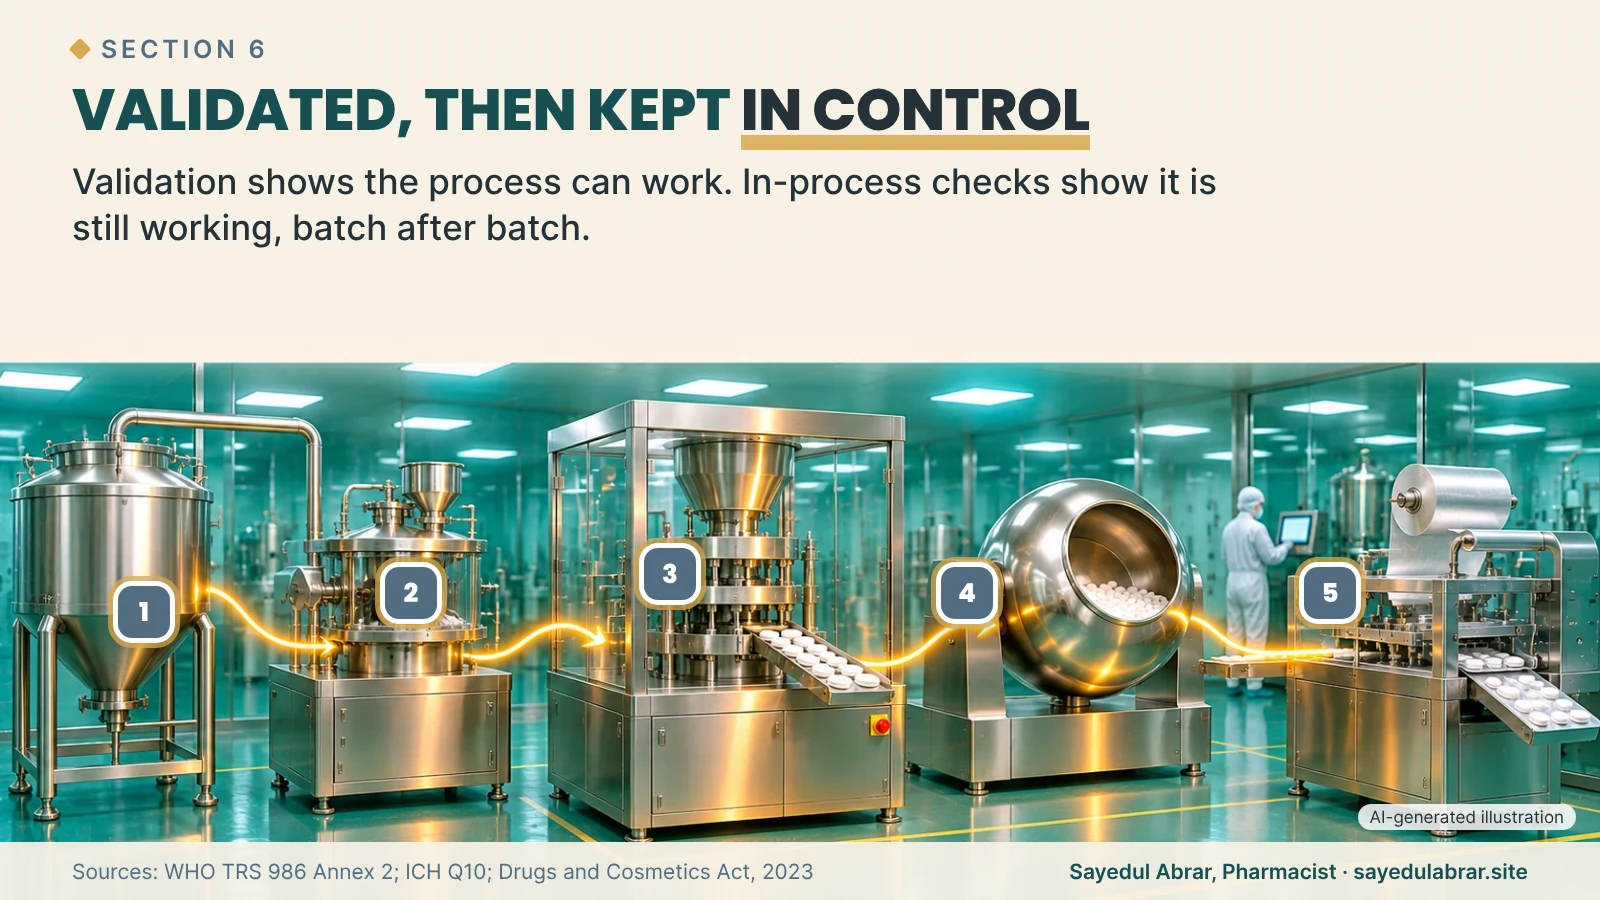 SECTION 6
VALIDATED, THEN KEPT IN CONTROL
Validation shows the process can work. In-process checks show it is
still working, batch after batch.
1
2
3
4
5
AI-generated illustration
Sources: WHO TRS 986 Annex 2; ICH Q10; Drugs and Cosmetics Act, 2023
Sayedul Abrar, Pharmacist · sayedulabrar.site